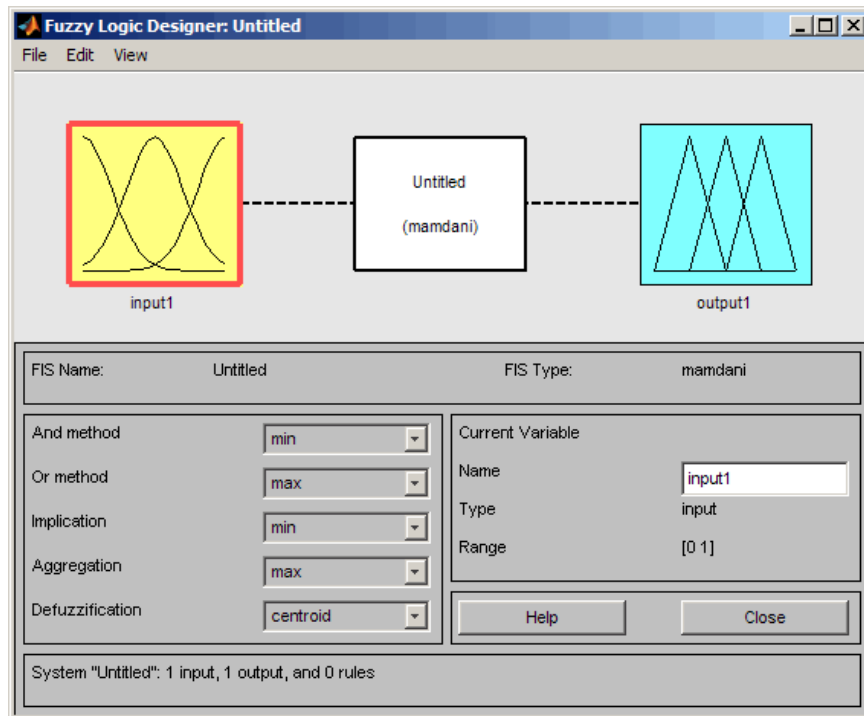 Fuzzy Logic Designer: Untitled
File Edit View
Untitled
(mamdani)
input1
output1
FIS Name: Untitled FIS Type: mamdani
And method min
Or method max
Implication min
Aggregation max
Defuzzification centroid
Current Variable
Name input1
Type input
Range [0 1]
Help Close
System "Untitled": 1 input, 1 output, and 0 rules